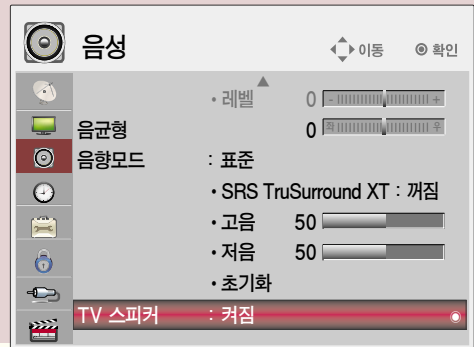 음성
이동 ◉ 확인
• 레벨 0 - +
음균형 0 좌 우
음향모드 : 표준
• SRS TruSurround XT : 꺼짐
• 고음 50
• 저음 50
• 초기화
TV 스피커 : 켜짐